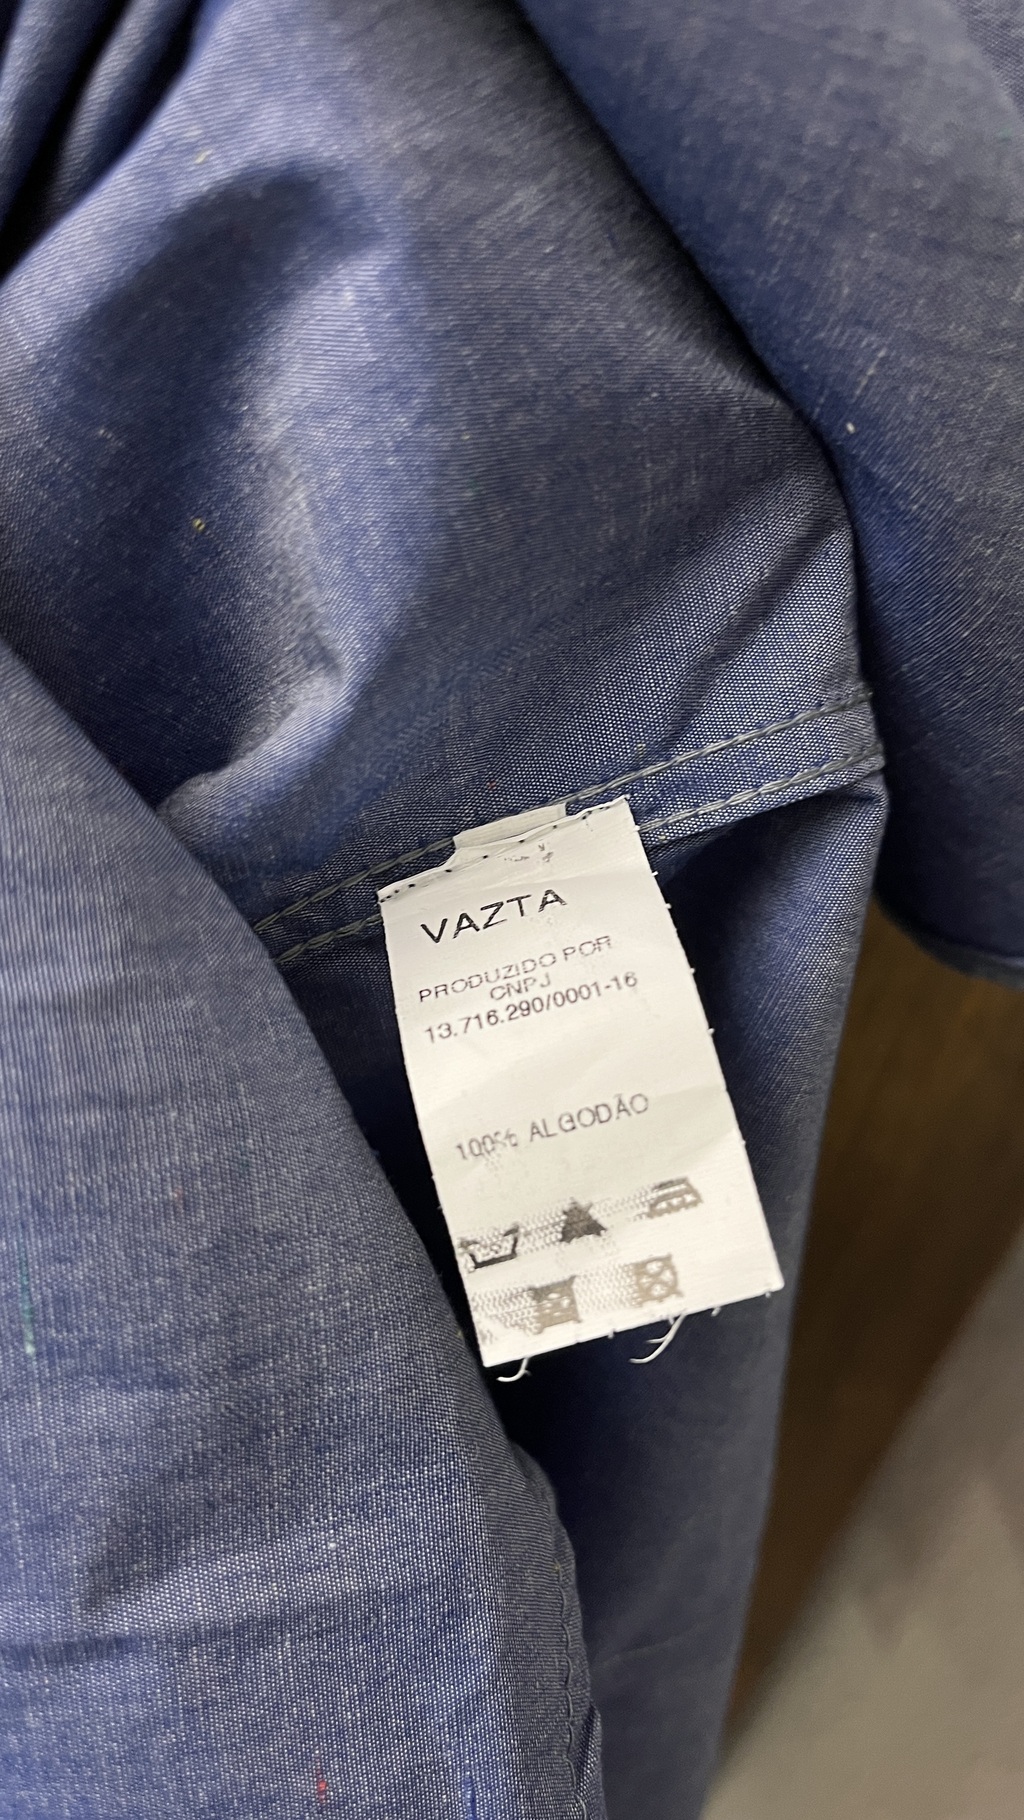 VAZTA
PRODUZIDO POR
CNPJ
13.716.290/0001-16
100% ALGODÃO